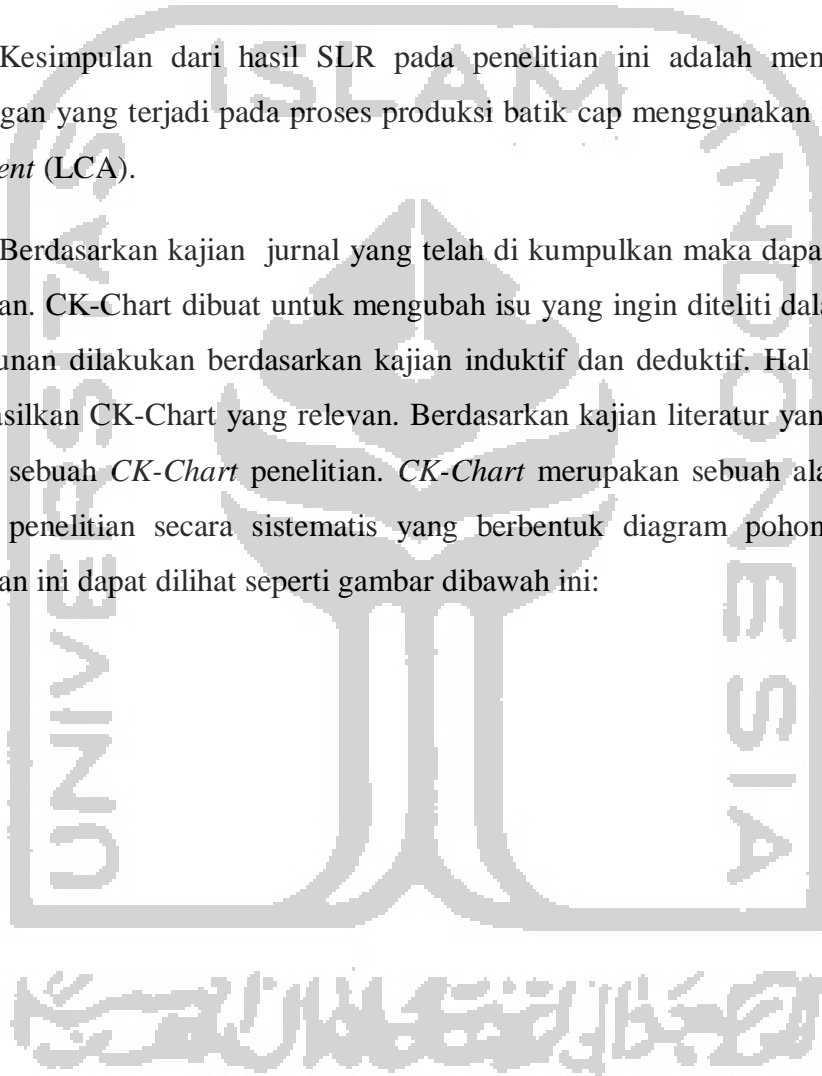 Kesimpulan dari hasil SLR pada penelitian ini adalah men
gan yang terjadi pada proses produksi batik cap menggunakan
ent (LCA).
Berdasarkan kajian jurnal yang telah di kumpulkan maka dapa
an. CK-Chart dibuat untuk mengubah isu yang ingin diteliti dala
unan dilakukan berdasarkan kajian induktif dan deduktif. Hal
asilkan CK-Chart yang relevan. Berdasarkan kajian literatur yan
sebuah CK-Chart penelitian. CK-Chart merupakan sebuah ala
penelitian secara sistematis yang berbentuk diagram pohon
an ini dapat dilihat seperti gambar dibawah ini:
ISLAM
UNIVERSITAS
INDONESIA